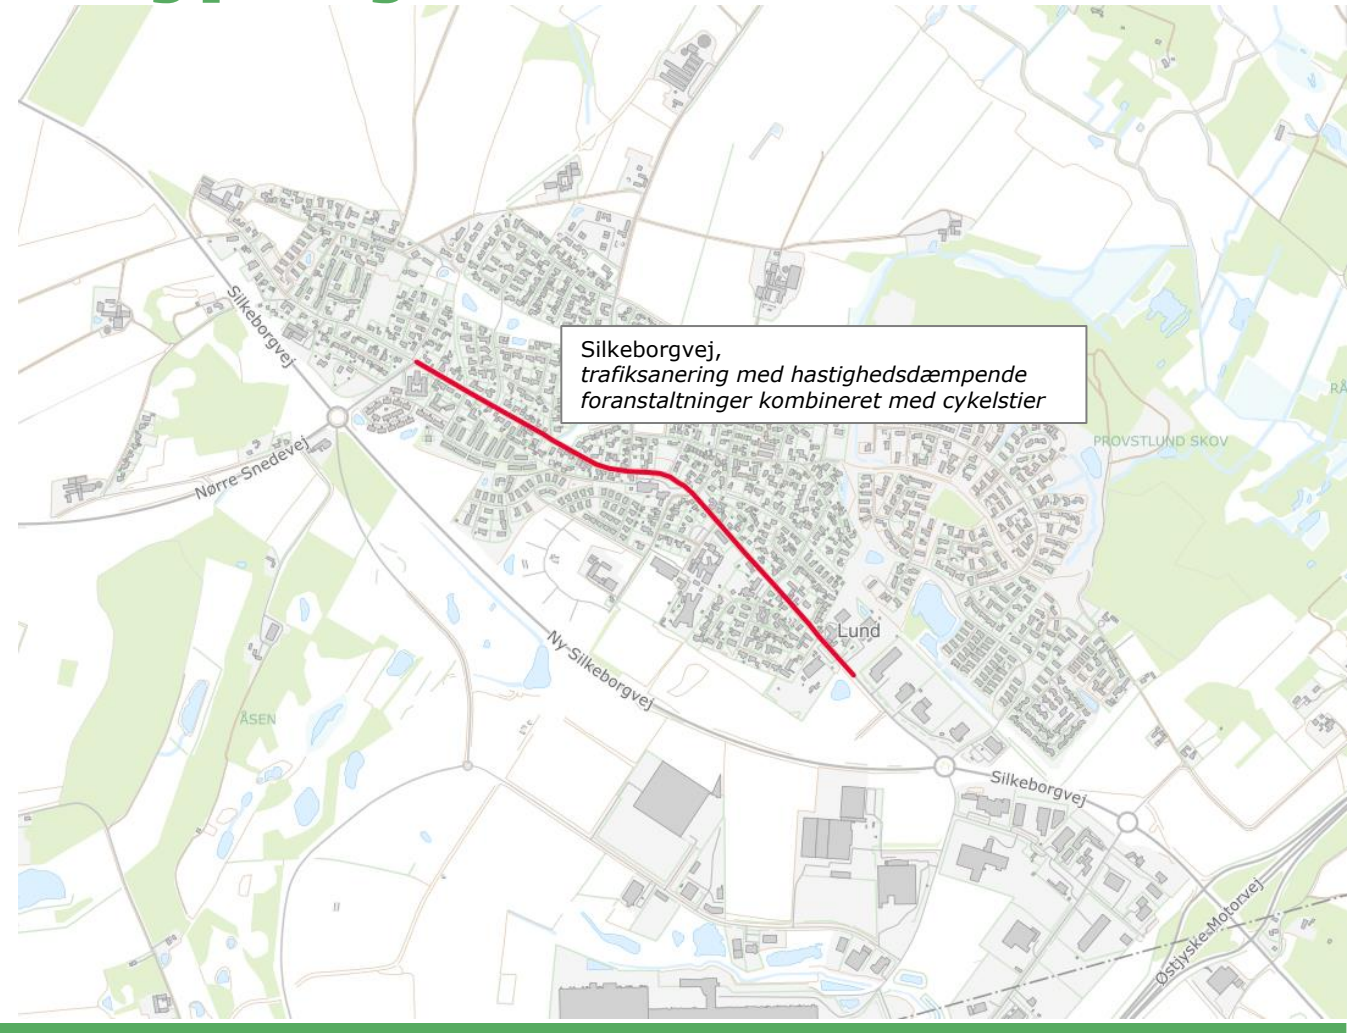 Silkeborgvej
Silkeborgvej,
trafiksanering med hastighedsdæmpende
foranstaltninger kombineret med cykelstier
RÅ
PROVSTLUND SKOV
Nørre Snedevej
Lund
Ny Silkeborgvej
ÅSEN
Silkeborgvej
Østjyske Motorvej